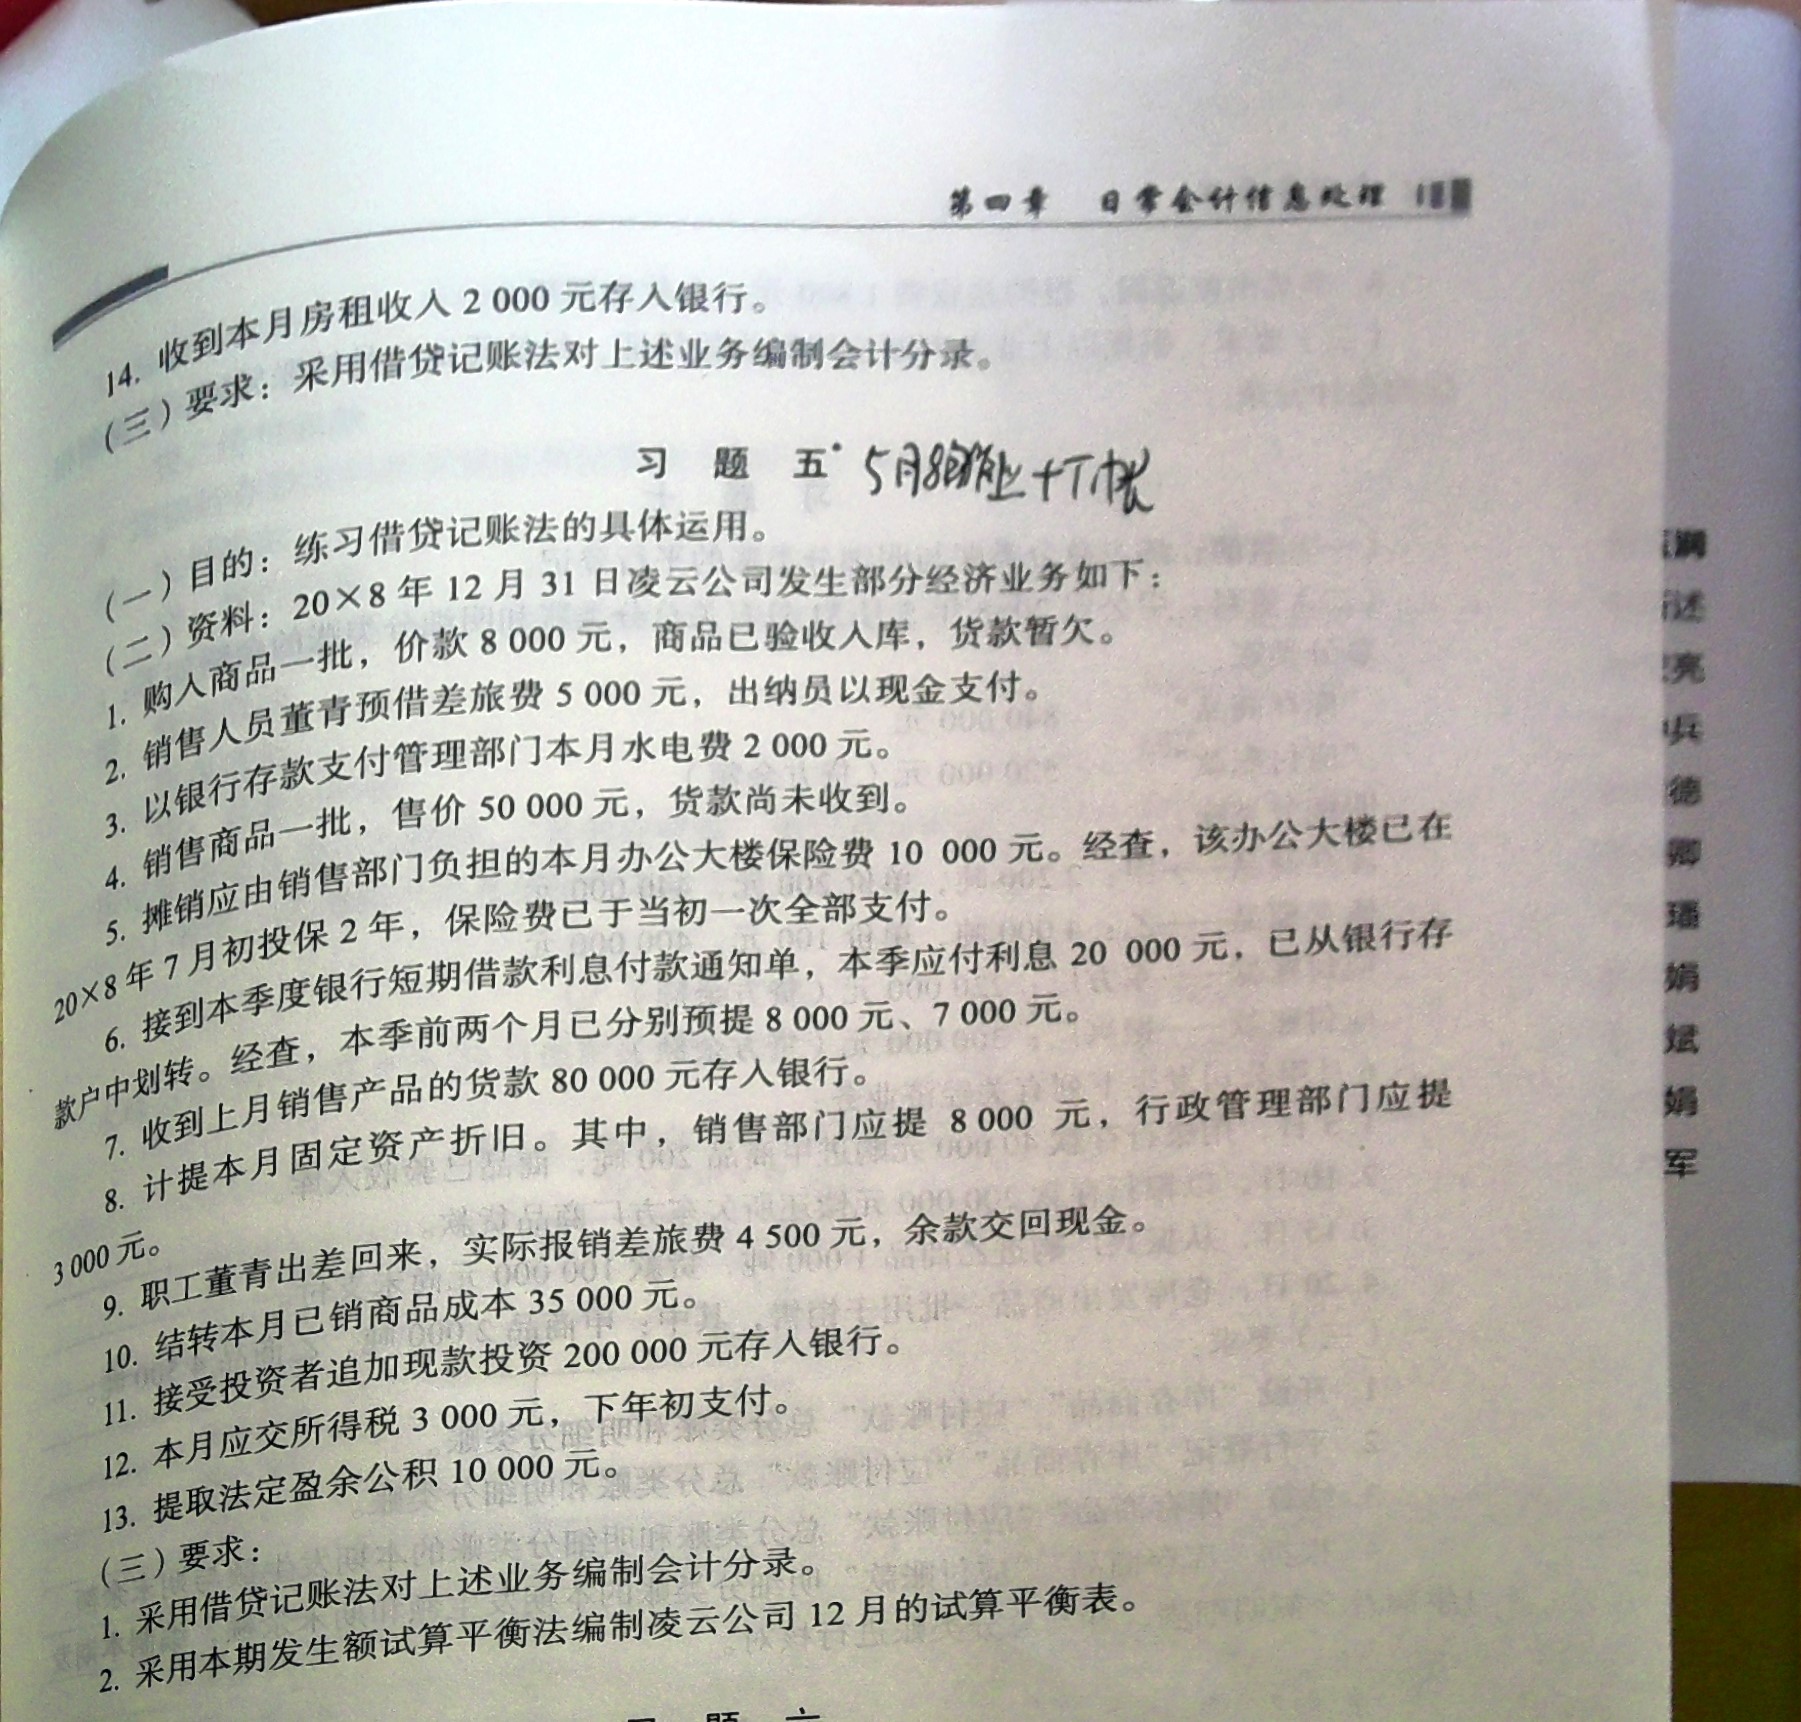 第四章 日常会计信息处理
14. 收到本月房租收入 2 000 元存入银行。
(三) 要求：采用借贷记账法对上述业务编制会计分录。
习 题 五
5月8 上 +T 帐
(一) 目的：练习借贷记账法的具体运用。
(二) 资料：20×8 年 12 月 31 日凌云公司发生部分经济业务如下：
1. 购入商品一批，价款 8 000 元，商品已验收入库，货款暂欠。
2. 销售人员董青预借差旅费 5 000 元，出纳员以现金支付。
3. 以银行存款支付管理部门本月水电费 2 000 元。
4. 销售商品一批，售价 50 000 元，货款尚未收到。
5. 摊销应由销售部门负担的本月办公大楼保险费 10 000 元。经查，该办公大楼已在
20×8 年 7 月初投保 2 年，保险费已于当初一次全部支付。
6. 接到本季度银行短期借款利息付款通知单，本季应付利息 20 000 元，已从银行存
款户中划转。经查，本季前两个月已分别预提 8 000 元、7 000 元。
7. 收到上月销售产品的货款 80 000 元存入银行。
8. 计提本月固定资产折旧。其中，销售部门应提 8 000 元，行政管理部门应提
3 000 元。
9. 职工董青出差回来，实际报销差旅费 4 500 元，余款交回现金。
10. 结转本月已销商品成本 35 000 元。
11. 接受投资者追加现款投资 200 000 元存入银行。
12. 本月应交所得税 3 000 元，下年初支付。
13. 提取法定盈余公积 10 000 元。
(三) 要求：
1. 采用借贷记账法对上述业务编制会计分录。
2. 采用本期发生额试算平衡法编制凌云公司 12 月的试算平衡表。
述
亮
兵
德
卿
璠
娟
斌
娟
军